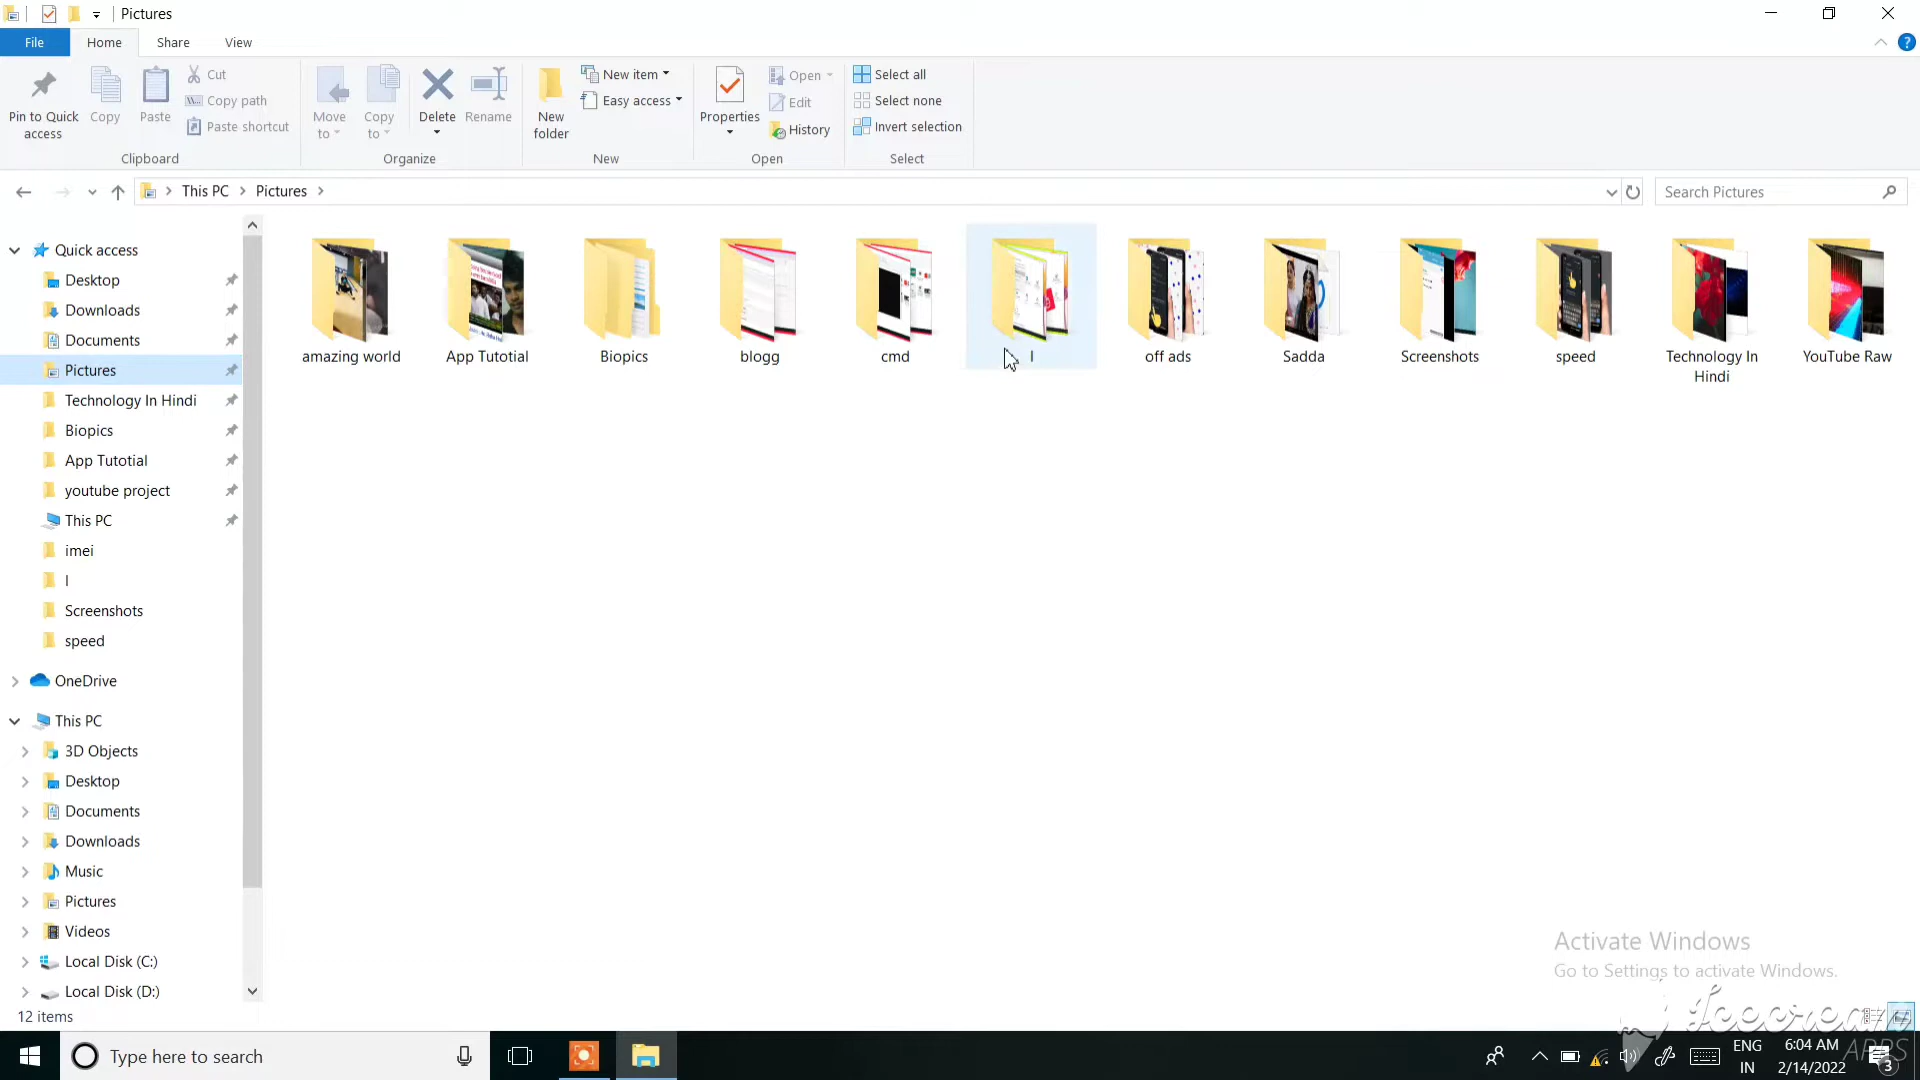 Pictures
File Home Share View
Pin to Quick access
Copy
Paste
Cut
Copy path
Paste shortcut
Clipboard
Move to
Copy to
Delete
Rename
Organize
New folder
New item
Easy access
New
Properties
Open
Edit
History
Open
Select all
Select none
Invert selection
Select
This PC Pictures
Search Pictures
Quick access
Desktop
Downloads
Documents
Pictures
Technology In Hindi
Biopics
App Tutotial
youtube project
This PC
imei
l
Screenshots
speed
OneDrive
This PC
3D Objects
Desktop
Documents
Downloads
Music
Pictures
Videos
Local Disk (C:)
Local Disk (D:)
amazing world
App Tutotial
Biopics
blogg
cmd
l
off ads
Sadda
Screenshots
speed
Technology In
Hindi
YouTube Raw
Activate Windows
Go to Settings to activate Windows.
12 items
Icecream
APPS
Type here to search
ENG
IN
6:04 AM
2/14/2022
3